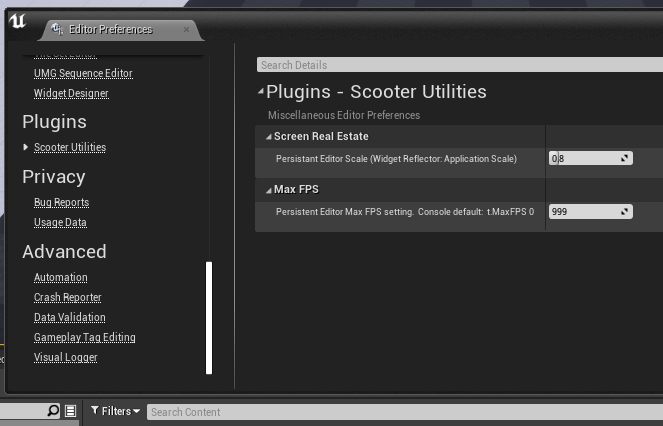 Editor Preferences
UMG Sequence Editor
Widget Designer
Plugins
Scooter Utilities
Privacy
Bug Reports
Usage Data
Advanced
Automation
Crash Reporter
Data Validation
Gameplay Tag Editing
Visual Logger
Search Details
Plugins - Scooter Utilities
Miscellaneous Editor Preferences
Screen Real Estate
Persistant Editor Scale (Widget Reflector: Application Scale) 0.8
Max FPS
Persistent Editor Max FPS setting. Console default: t.MaxFPS 0 999
Filters Search Content